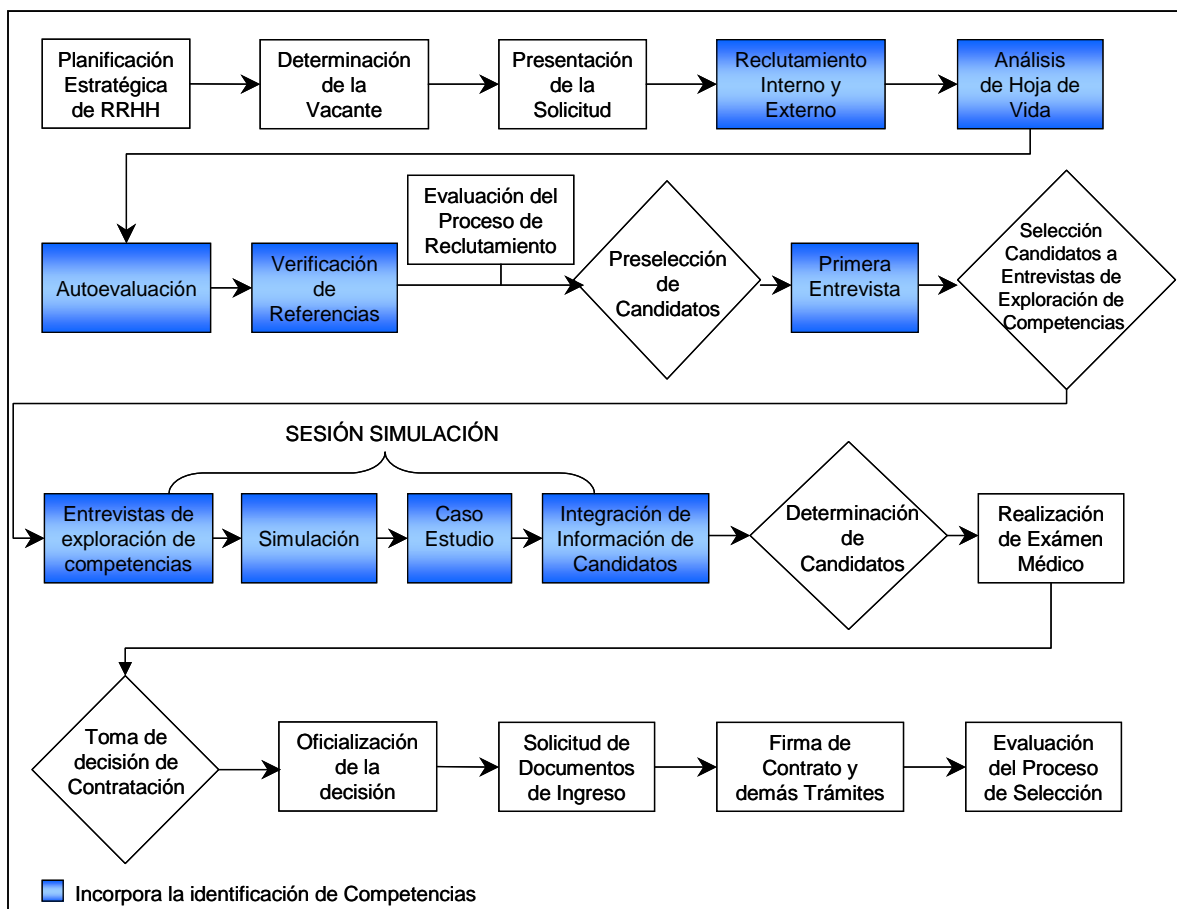 Planificación
Estratégica
de RRHH
Determinación
de la
Vacante
Presentación
de la
Solicitud
Reclutamiento
Interno y
Externo
Análisis
de Hoja de
Vida
Autoevaluación
Verificación
de
Referencias
Evaluación del
Proceso de
Reclutamiento
Preselección
de
Candidatos
Primera
Entrevista
Selección
Candidatos a
Entrevistas de
Exploración de
Competencias
SESIÓN SIMULACIÓN
Entrevistas de
exploración de
competencias
Simulación
Caso
Estudio
Integración de
Información de
Candidatos
Determinación
de
Candidatos
Realización
de Exámen
Médico
Toma de
decisión de
Contratación
Oficialización
de la
decisión
Solicitud de
Documentos
de Ingreso
Firma de
Contrato y
demás Trámites
Evaluación
del Proceso
de Selección
Incorpora la identificación de Competencias